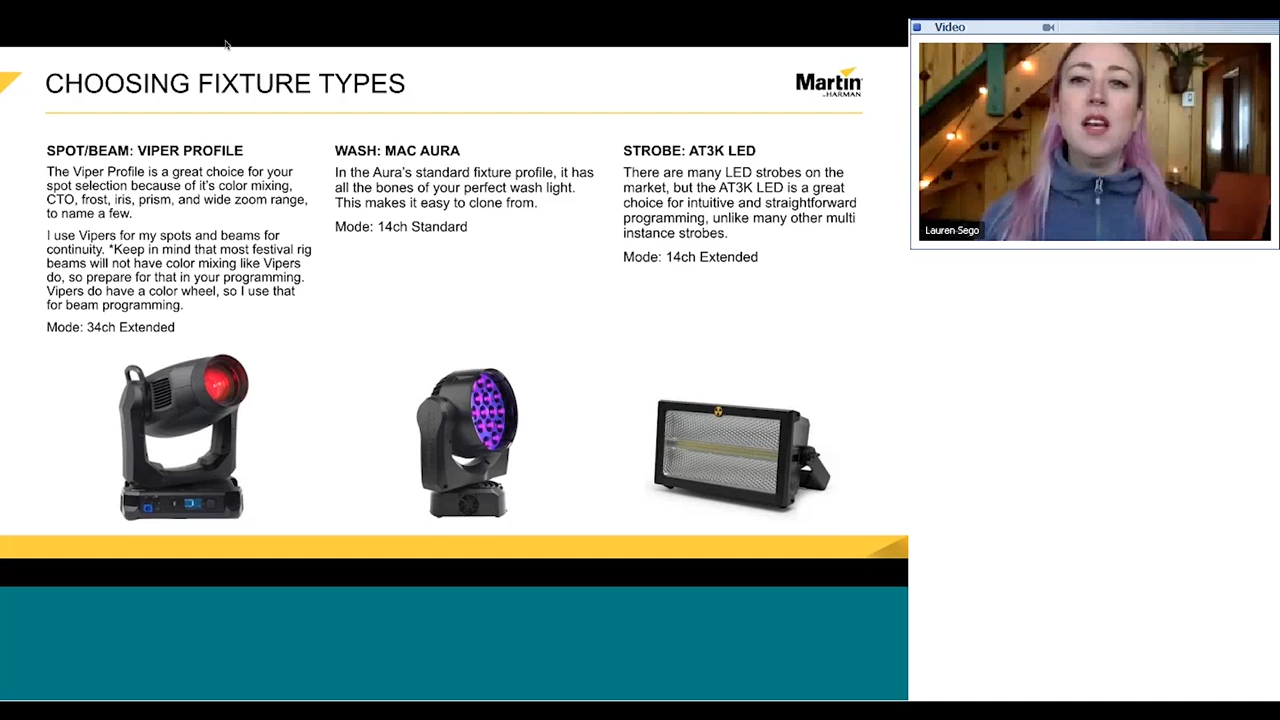 CHOOSING FIXTURE TYPES
Martin
by HARMAN
SPOT/BEAM: VIPER PROFILE
The Viper Profile is a great choice for your
spot selection because of it's color mixing,
CTO, frost, iris, prism, and wide zoom range,
to name a few.
I use Vipers for my spots and beams for
continuity. *Keep in mind that most festival rig
beams will not have color mixing like Vipers
do, so prepare for that in your programming.
Vipers do have a color wheel, so I use that
for beam programming.
Mode: 34ch Extended
WASH: MAC AURA
In the Aura's standard fixture profile, it has
all the bones of your perfect wash light.
This makes it easy to clone from.
Mode: 14ch Standard
STROBE: AT3K LED
There are many LED strobes on the
market, but the AT3K LED is a great
choice for intuitive and straightforward
programming, unlike many other multi
instance strobes.
Mode: 14ch Extended
Video
Lauren Sego